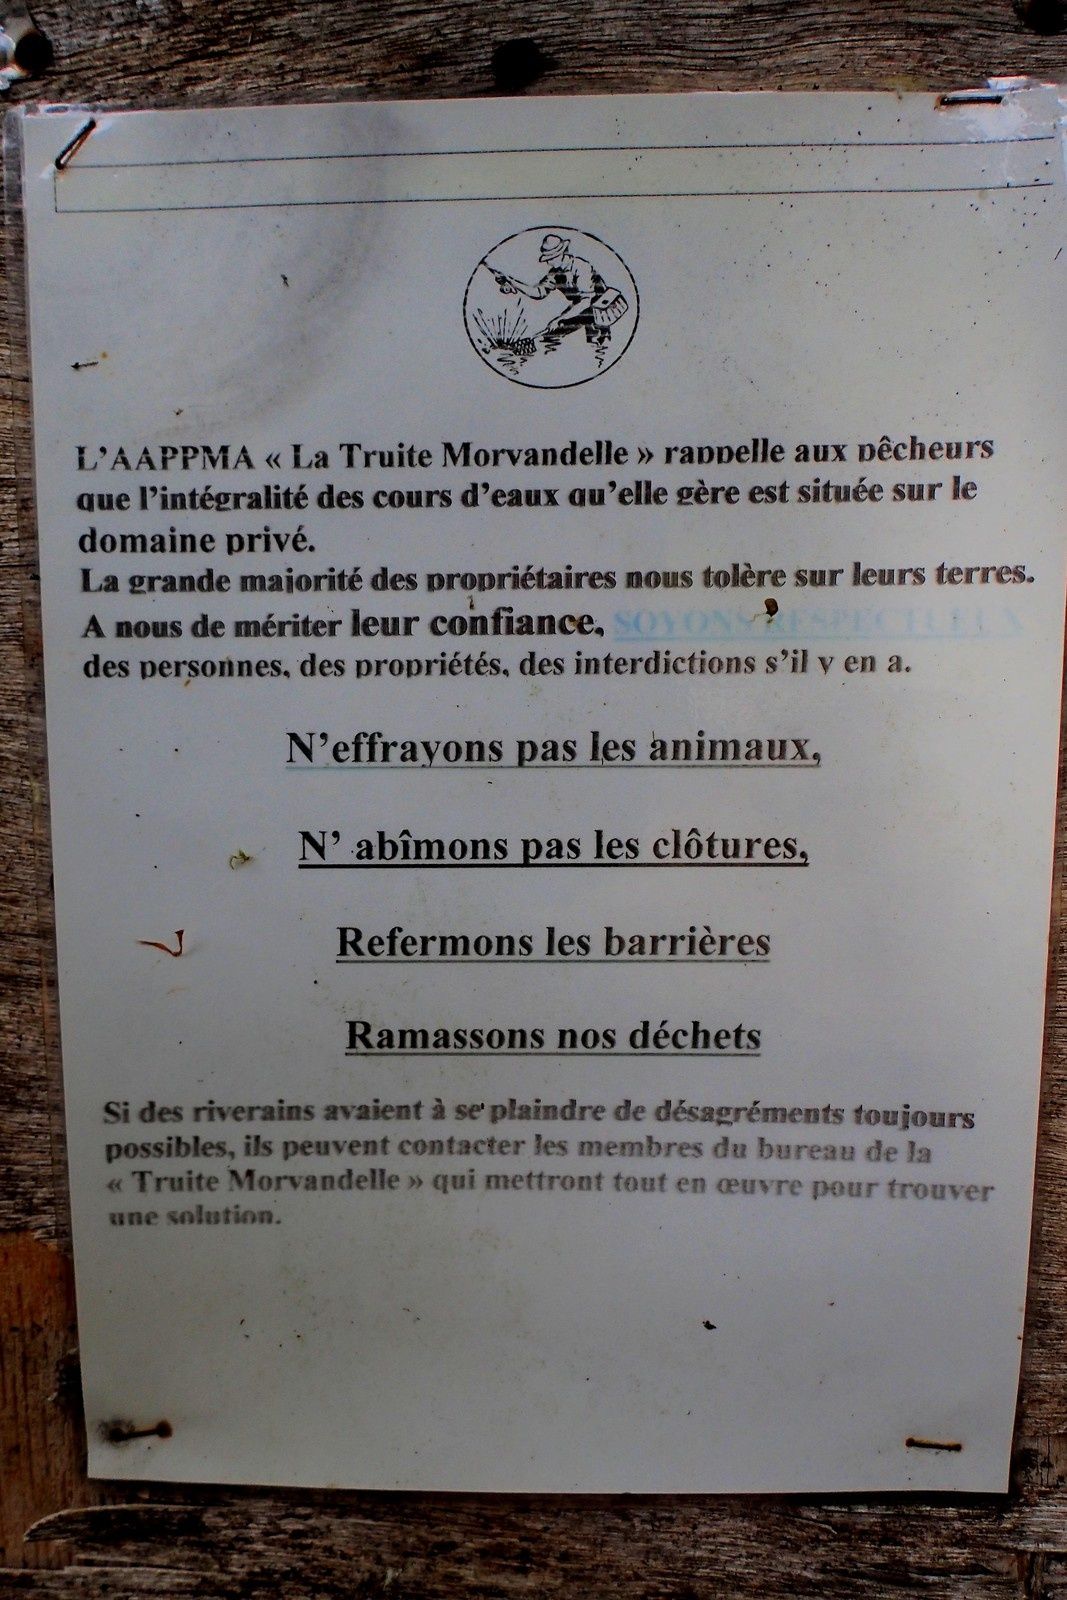 L'AAPPMA « La Truite Morvandelle » rappelle aux pêcheurs
que l'intégralité des cours d'eaux qu'elle gère est située sur le
domaine privé.
La grande majorité des propriétaires nous tolère sur leurs terres.
A nous de mériter leur confiance, SOYONS RESPECTUEUX
des personnes, des propriétés, des interdictions s'il y en a.
N'effrayons pas les animaux,
N' abîmons pas les clôtures,
Refermons les barrières
Ramassons nos déchets
Si des riverains avaient à se plaindre de désagréments toujours
possibles, ils peuvent contacter les membres du bureau de la
« Truite Morvandelle » qui mettront tout en œuvre pour trouver
une solution.